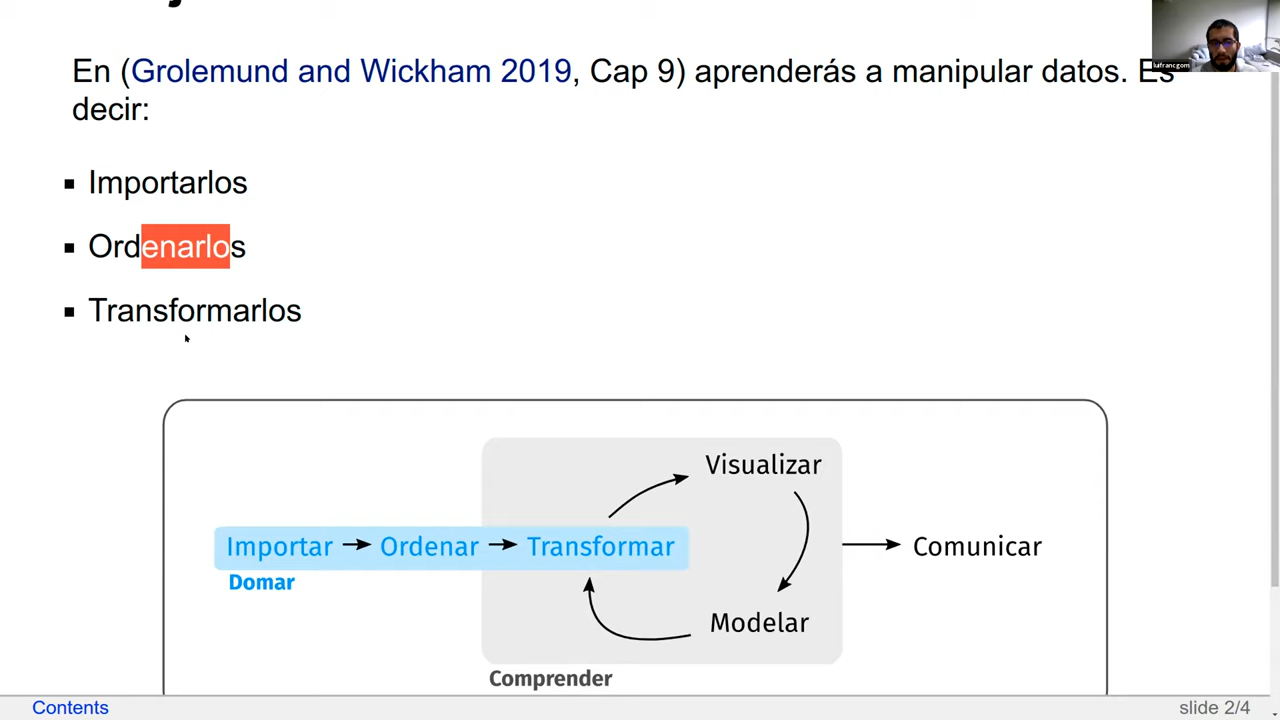 En (Grolemund and Wickham 2019, Cap 9) aprenderás a manipular datos. Es
decir:
Importarlos
Ordenarlos
Transformarlos
Visualizar
Importar → Ordenar → Transformar
Comunicar
Domar
Modelar
Comprender
Contents
slide 2/4
luifrancgom